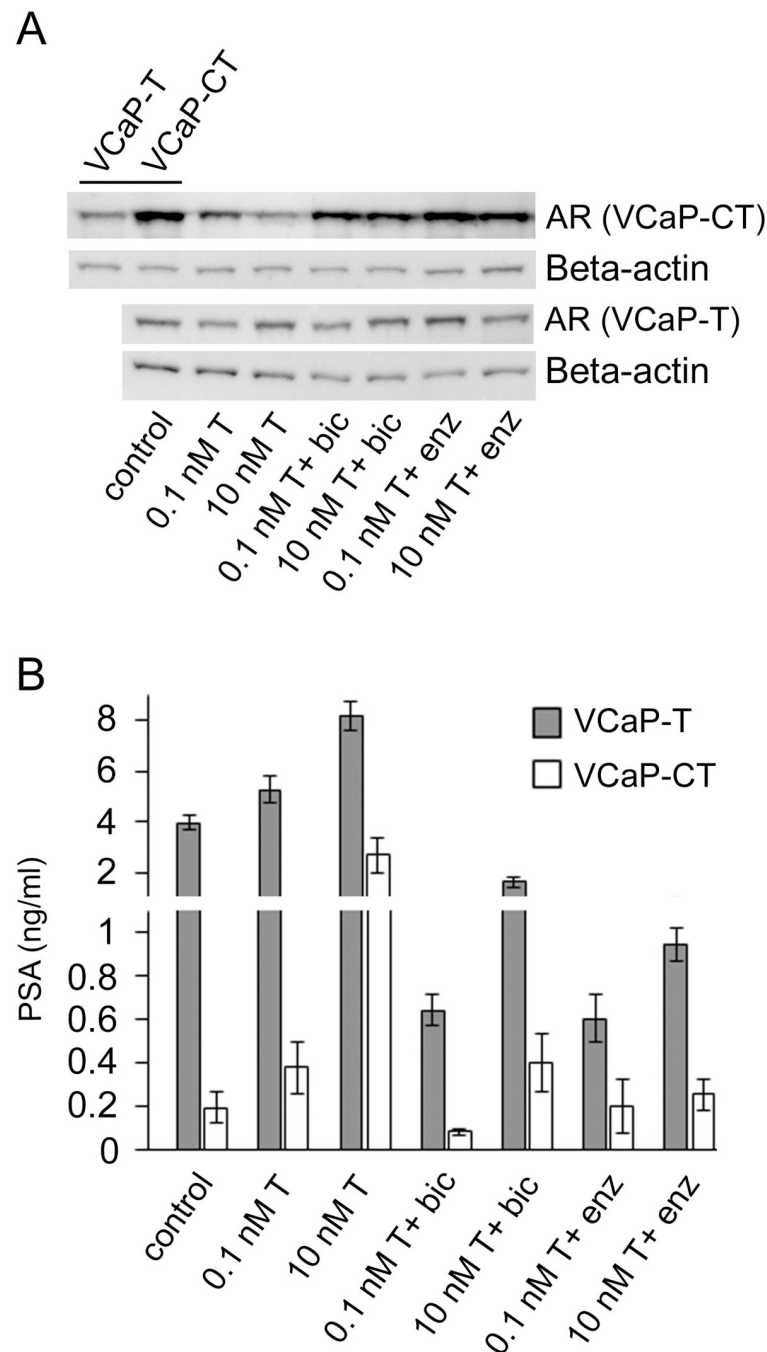 A
VCaP-T
VCaP-CT
AR (VCaP-CT)
Beta-actin
AR (VCaP-T)
Beta-actin
control
0.1 nM T
10 nM T
0.1 nM T+ bic
10 nM T+ bic
0.1 nM T+ enz
10 nM T+ enz
B
PSA (ng/ml)
8
6
4
2
1
0.8
0.6
0.4
0.2
0
VCaP-T
VCaP-CT
control
0.1 nM T
10 nM T
0.1 nM T+ bic
10 nM T+ bic
0.1 nM T+ enz
10 nM T+ enz